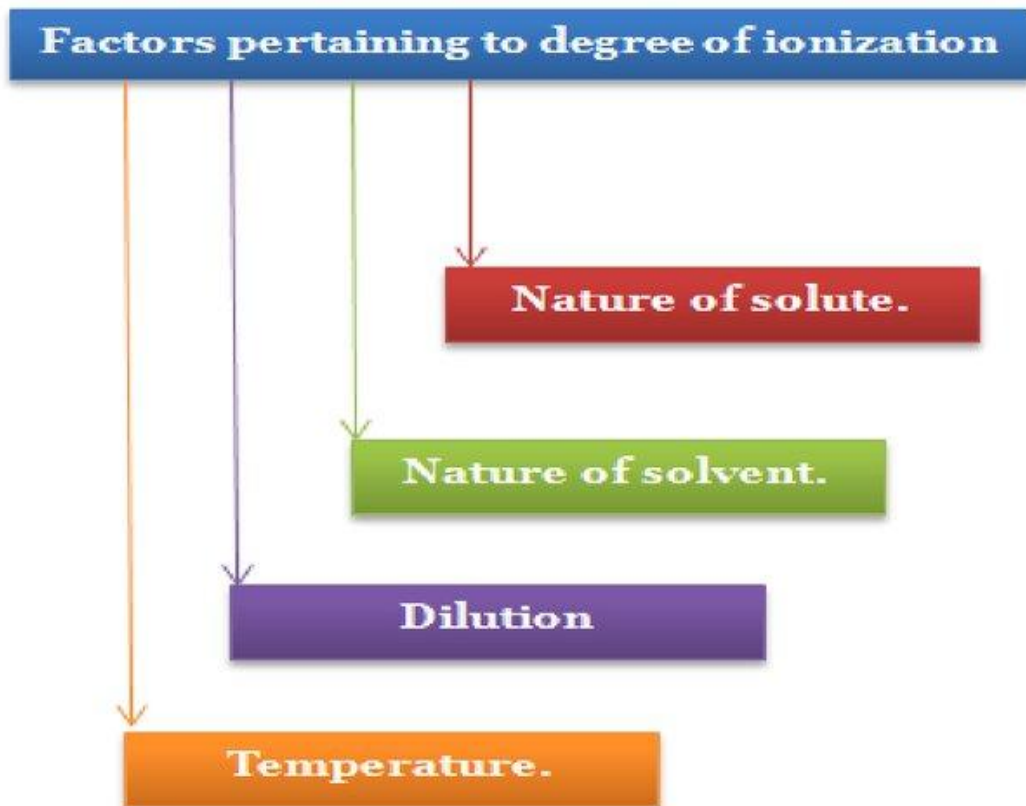 Factors pertaining to degree of ionization
Nature of solute.
Nature of solvent.
Dilution
Temperature.